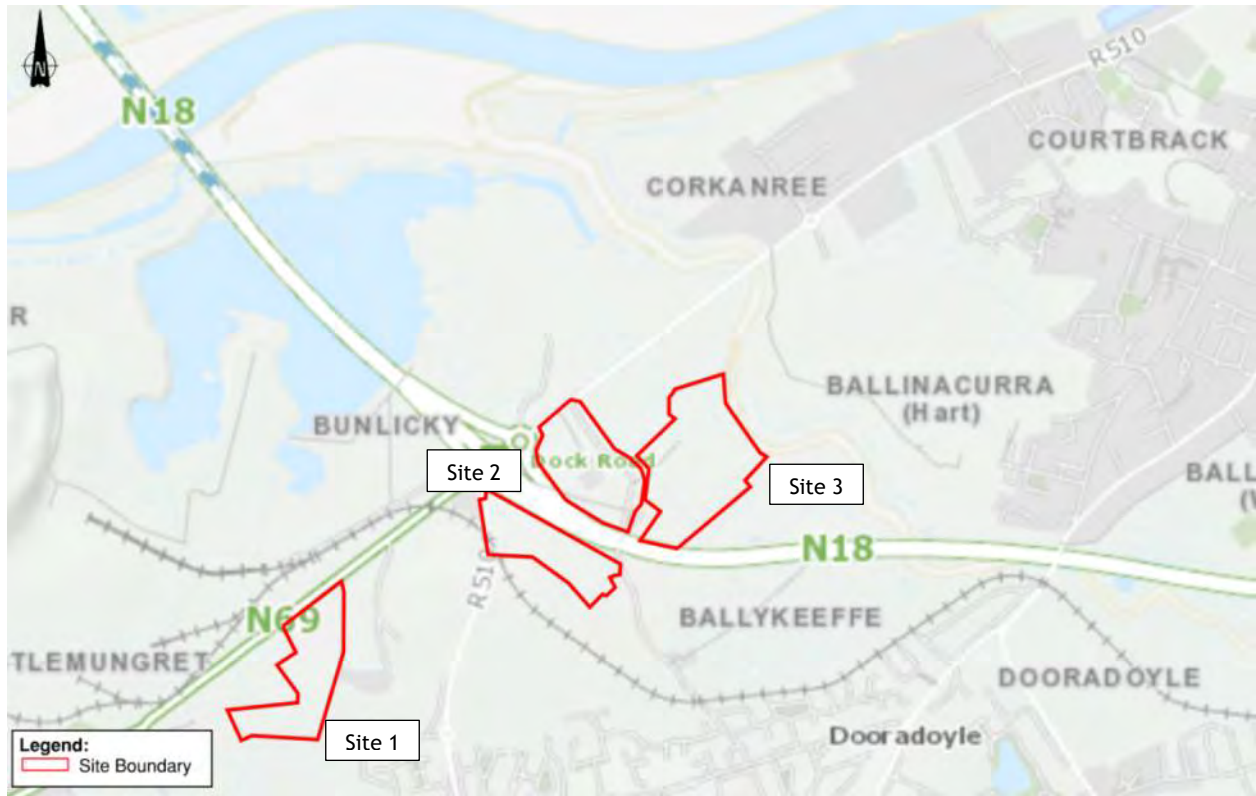 N
N18
R510
COURTBRACK
CORKANREE
R
BALLINACURRA
(Hart)
BUNLICKY
Dock Road
BALL
Site 2
Site 3
R510
N18
N69
BALLYKEEFFE
TLEMUNGRET
DOORADOYLE
Site 1
Dooradoyle
Legend:
Site Boundary